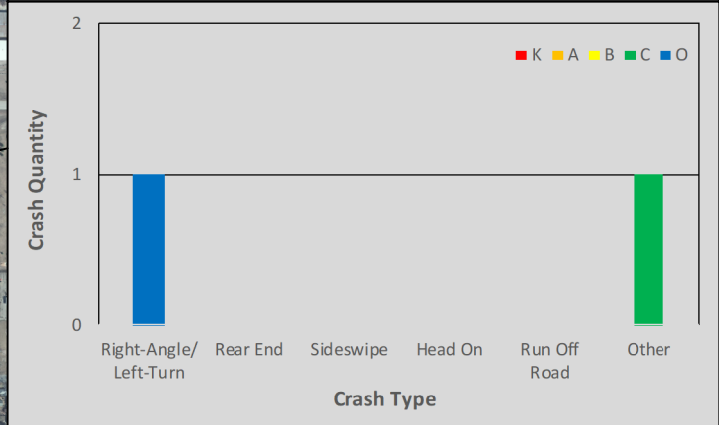 2
K A B C O
1
0
Crash Quantity
Right-Angle/ Rear End Sideswipe Head On Run Off Other
Left-Turn Road
Crash Type